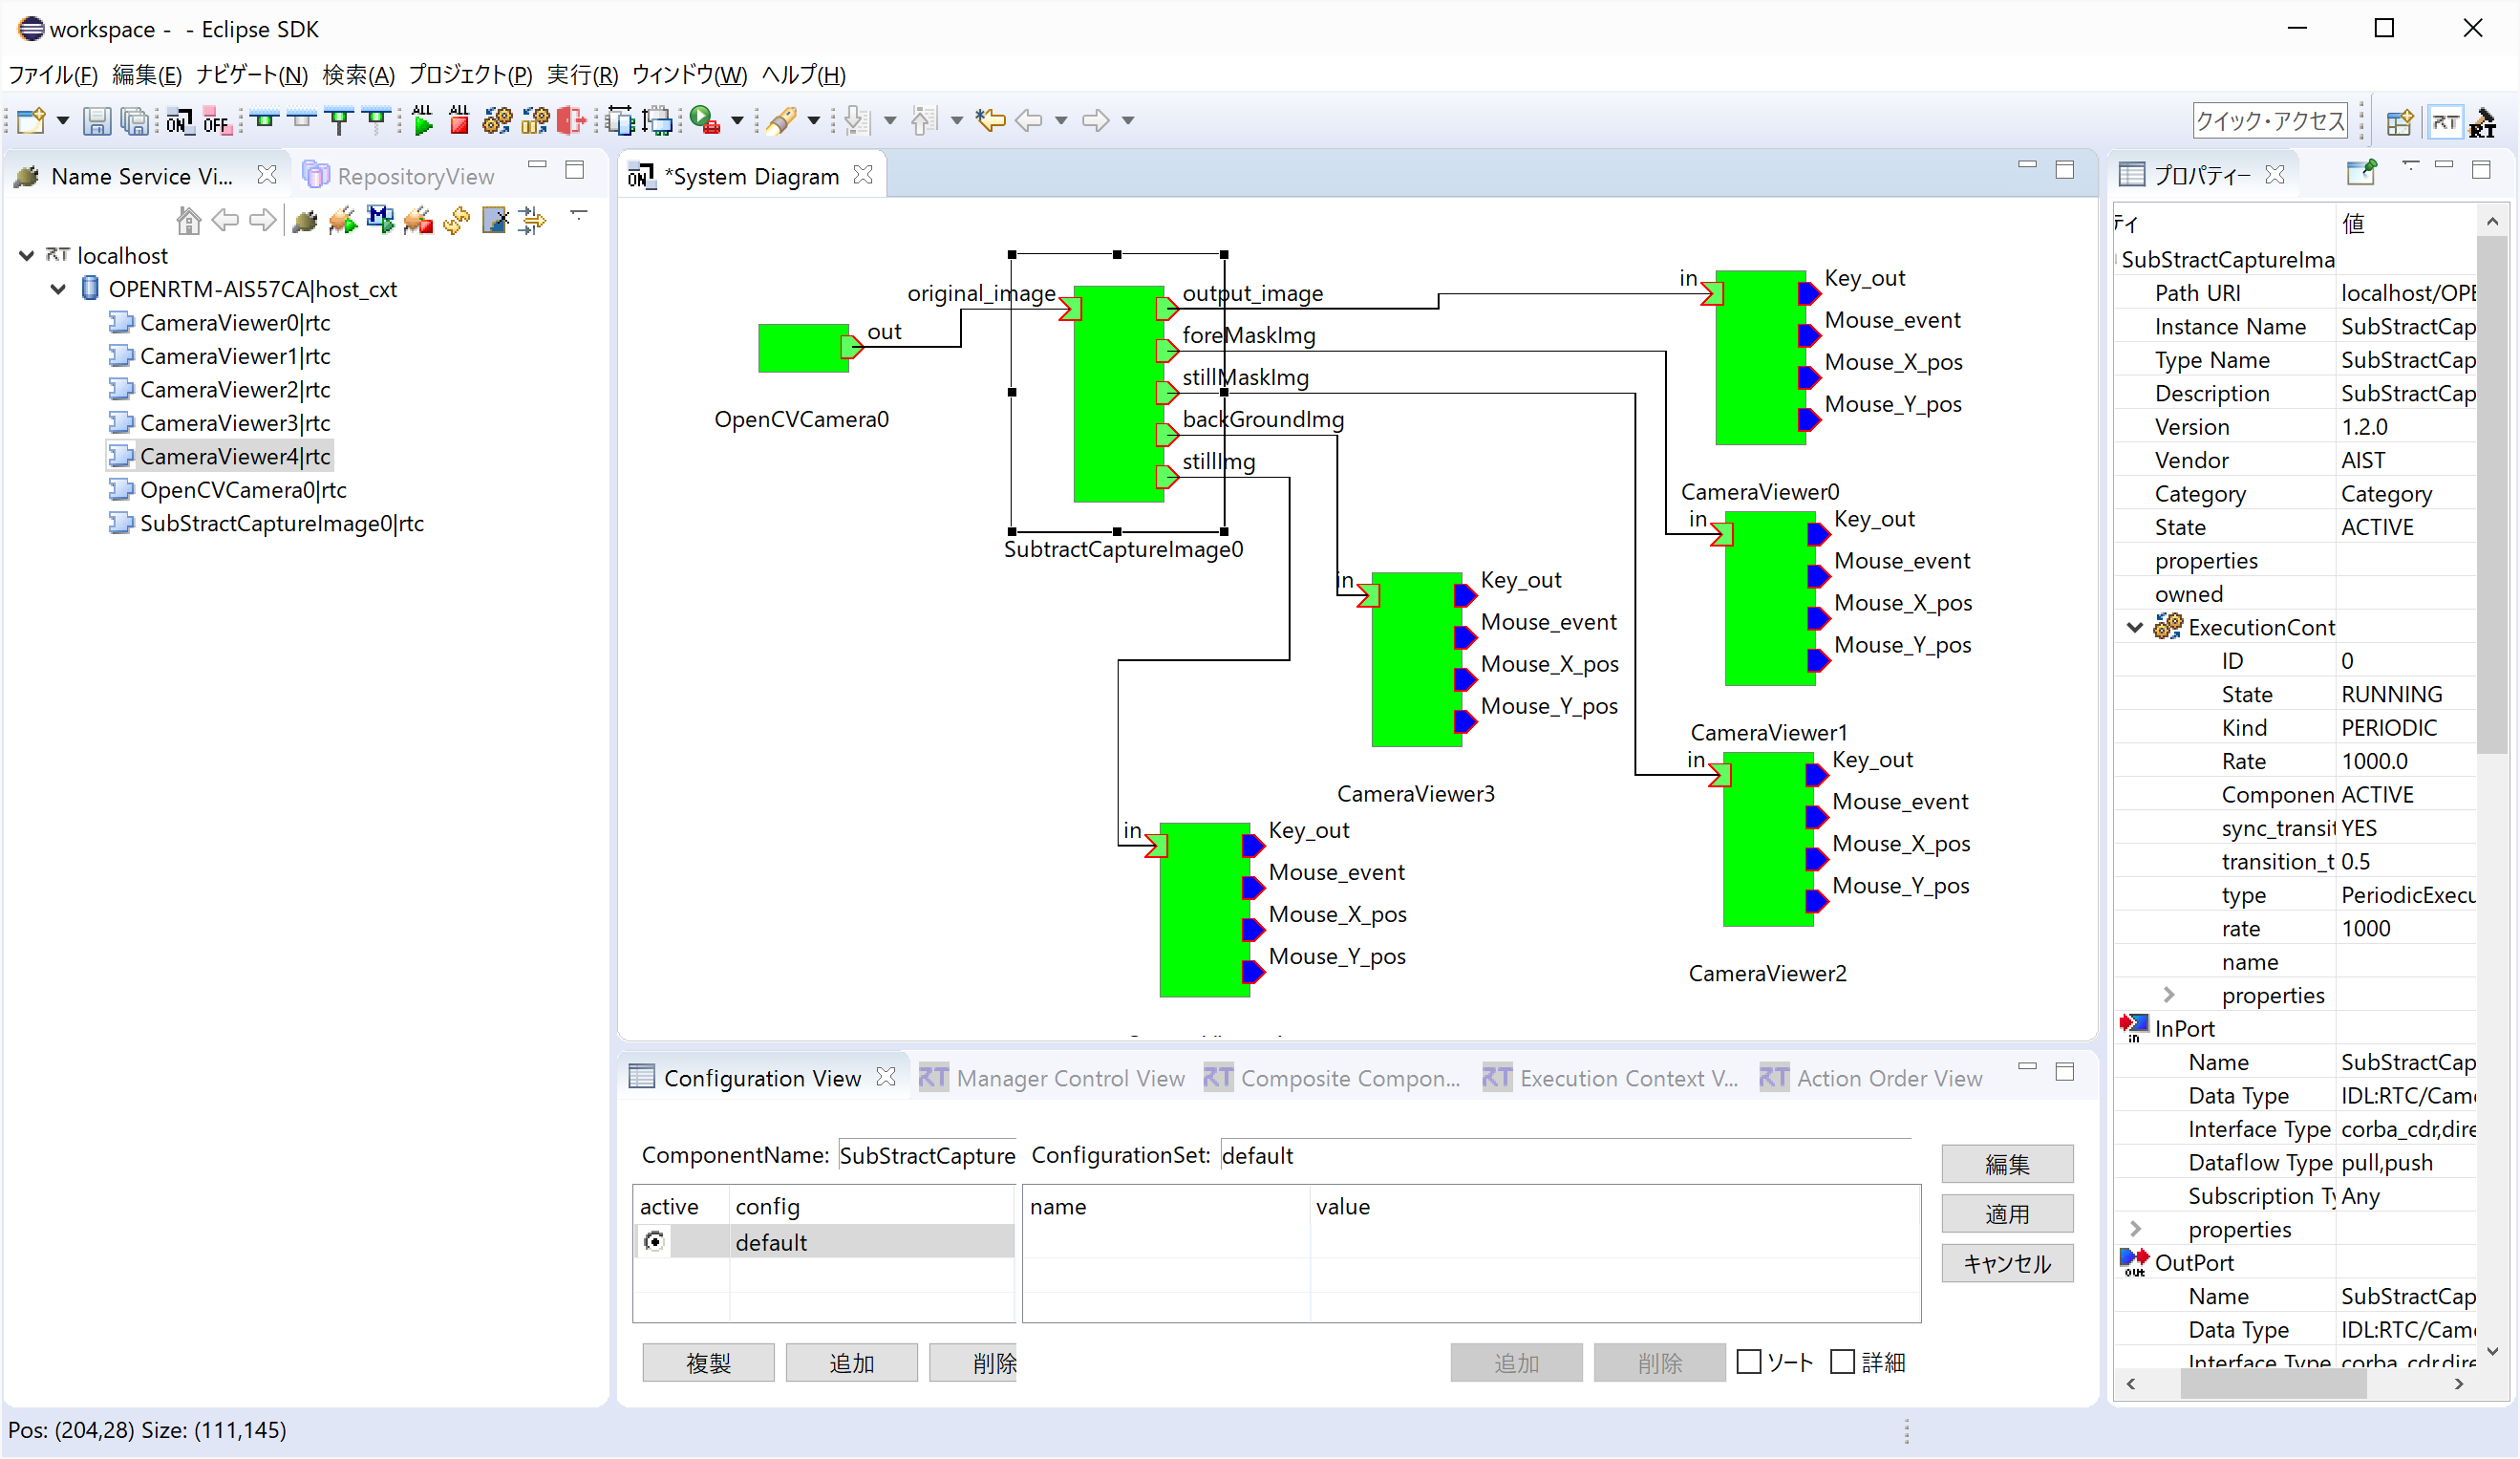 workspace -  - Eclipse SDK
ファイル(F) 編集(E) ナビゲート(N) 検索(A) プロジェクト(P) 実行(R) ウィンドウ(W) ヘルプ(H)
ON OFF ALL ALL
クイック・アクセス
RT RT
Name Service Vi...
RepositoryView
localhost
OPENRTM-AIS57CA|host_cxt
CameraViewer0|rtc
CameraViewer1|rtc
CameraViewer2|rtc
CameraViewer3|rtc
CameraViewer4|rtc
OpenCVCamera0|rtc
SubStractCaptureImage0|rtc
*System Diagram
OpenCVCamera0
out
original_image
output_image
foreMaskImg
stillMaskImg
backGroundImg
stillImg
SubtractCaptureImage0
in
Key_out
Mouse_event
Mouse_X_pos
Mouse_Y_pos
CameraViewer0
in
Key_out
Mouse_event
Mouse_X_pos
Mouse_Y_pos
CameraViewer1
in
Key_out
Mouse_event
Mouse_X_pos
Mouse_Y_pos
CameraViewer2
in
Key_out
Mouse_event
Mouse_X_pos
Mouse_Y_pos
CameraViewer3
in
Key_out
Mouse_event
Mouse_X_pos
Mouse_Y_pos
Configuration View
Manager Control View
Composite Compon...
Execution Context V...
Action Order View
ComponentName: SubStractCapture
ConfigurationSet: default
active config
default
name value
編集
適用
キャンセル
複製 追加 削除
追加 削除 ソート 詳細
プロパティー
ティ 値
SubStractCaptureIma
Path URI localhost/OPE
Instance Name SubStractCap
Type Name SubStractCap
Description SubStractCap
Version 1.2.0
Vendor AIST
Category Category
State ACTIVE
properties
owned
ExecutionCont
ID 0
State RUNNING
Kind PERIODIC
Rate 1000.0
Componen ACTIVE
sync_transit YES
transition_t 0.5
type PeriodicExecu
rate 1000
name
properties
InPort
Name SubStractCap
Data Type IDL:RTC/Came
Interface Type corba_cdr,dire
Dataflow Type pull,push
Subscription Ty Any
properties
OutPort
Name SubStractCap
Data Type IDL:RTC/Came
Interface Type corba_cdr,dire
Pos: (204,28) Size: (111,145)